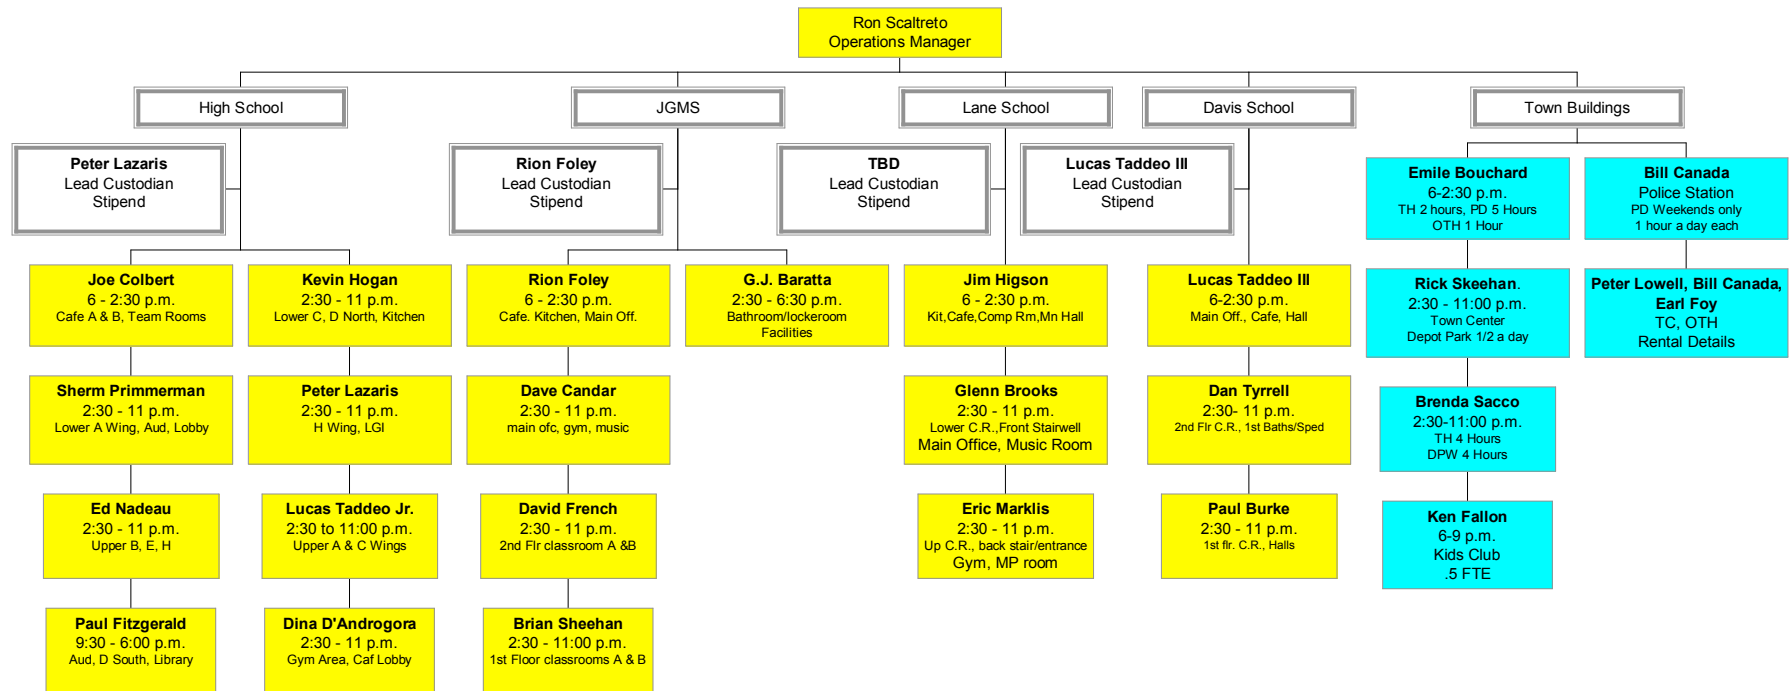 Ron Scaltreto
Operations Manager
High School
JGMS
Lane School
Davis School
Town Buildings
Peter Lazaris
Lead Custodian
Stipend
Rion Foley
Lead Custodian
Stipend
TBD
Lead Custodian
Stipend
Lucas Taddeo III
Lead Custodian
Stipend
Emile Bouchard
6-2:30 p.m.
TH 2 hours, PD 5 Hours
OTH 1 Hour
Bill Canada
Police Station
PD Weekends only
1 hour a day each
Joe Colbert
6 - 2:30 p.m.
Cafe A & B, Team Rooms
Kevin Hogan
2:30 - 11 p.m.
Lower C, D North, Kitchen
Rion Foley
6 - 2:30 p.m.
Cafe. Kitchen, Main Off.
G.J. Baratta
2:30 - 6:30 p.m.
Bathroom/lockeroom
Facilities
Jim Higson
6 - 2:30 p.m.
Kit,Cafe,Comp Rm,Mn Hall
Lucas Taddeo III
6-2:30 p.m.
Main Off., Cafe, Hall
Rick Skeehan.
2:30 - 11:00 p.m.
Town Center
Depot Park 1/2 a day
Peter Lowell, Bill Canada,
Earl Foy
TC, OTH
Rental Details
Sherm Primmerman
2:30 - 11 p.m.
Lower A Wing, Aud, Lobby
Peter Lazaris
2:30 - 11 p.m.
H Wing, LGI
Dave Candar
2:30 - 11 p.m.
main ofc, gym, music
Glenn Brooks
2:30 - 11 p.m.
Lower C.R.,Front Stairwell
Main Office, Music Room
Dan Tyrrell
2:30- 11 p.m.
2nd Flr C.R., 1st Baths/Sped
Brenda Sacco
2:30-11:00 p.m.
TH 4 Hours
DPW 4 Hours
Ed Nadeau
2:30 - 11 p.m.
Upper B, E, H
Lucas Taddeo Jr.
2:30 to 11:00 p.m.
Upper A & C Wings
David French
2:30 - 11 p.m.
2nd Flr classroom A &B
Eric Marklis
2:30 - 11 p.m.
Up C.R., back stair/entrance
Gym, MP room
Paul Burke
2:30 - 11 p.m.
1st flr. C.R., Halls
Ken Fallon
6-9 p.m.
Kids Club
.5 FTE
Paul Fitzgerald
9:30 - 6:00 p.m.
Aud, D South, Library
Dina D'Androgora
2:30 - 11 p.m.
Gym Area, Caf Lobby
Brian Sheehan
2:30 - 11:00 p.m.
1st Floor classrooms A & B